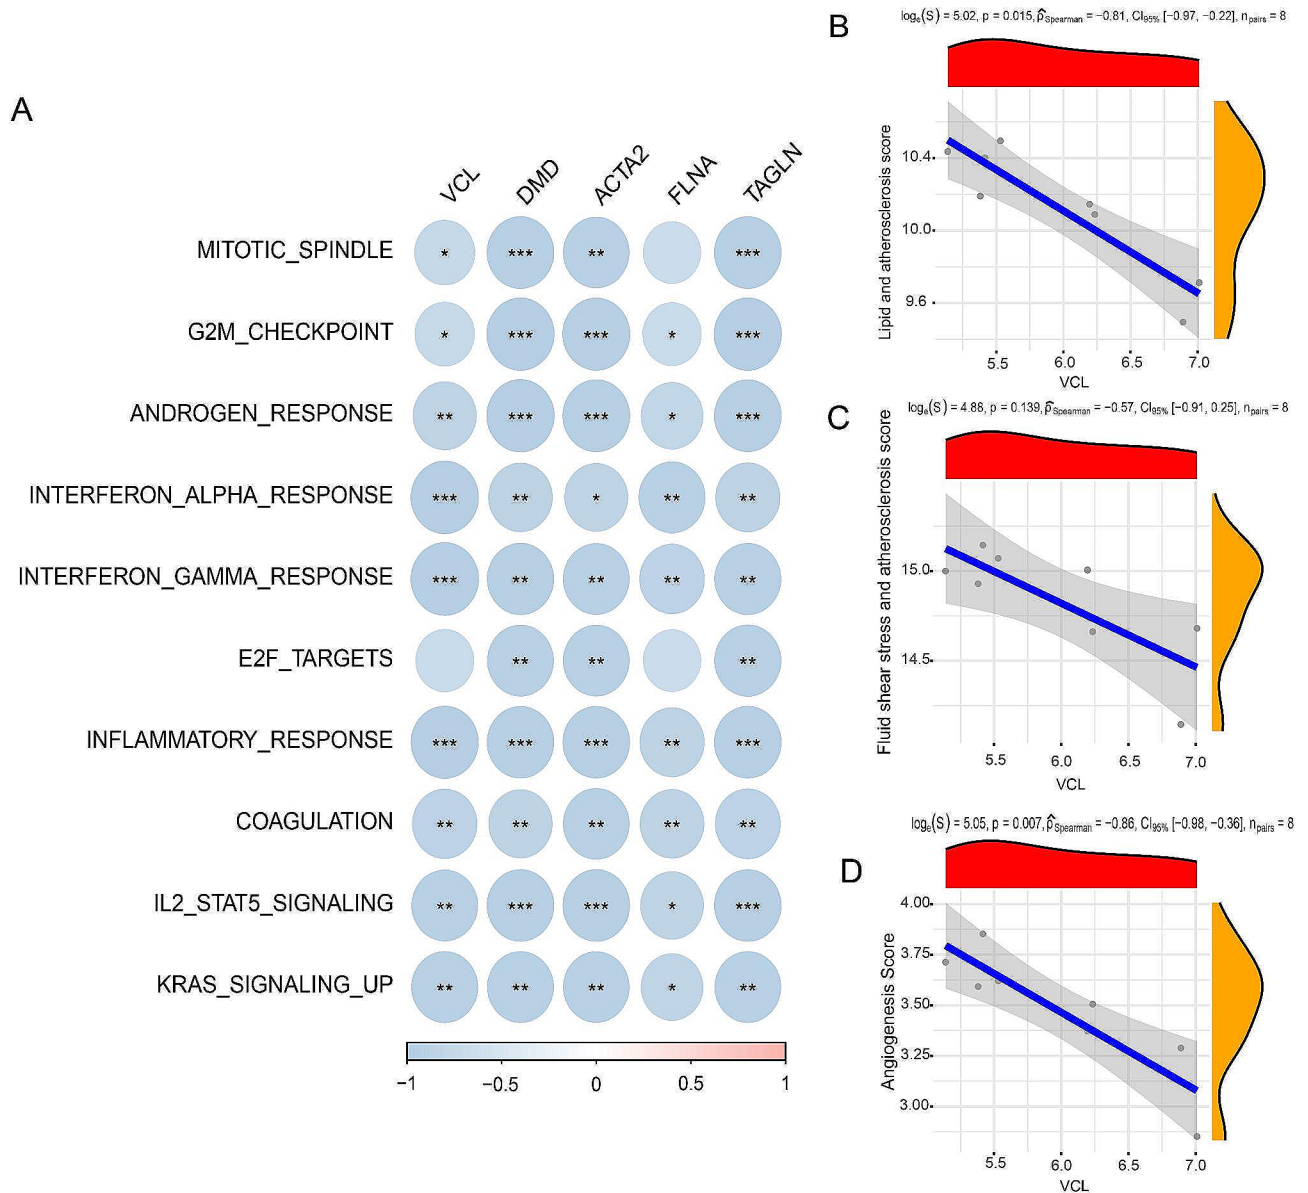 A
VCL DMD ACTA2 FLNA TAGLN
MITOTIC_SPINDLE * *** ** ***
G2M_CHECKPOINT * *** *** * ***
ANDROGEN_RESPONSE ** *** *** * ***
INTERFERON_ALPHA_RESPONSE *** ** * ** **
INTERFERON_GAMMA_RESPONSE *** ** ** ** **
E2F_TARGETS ** ** **
INFLAMMATORY_RESPONSE *** *** *** ** ***
COAGULATION ** ** ** ** **
IL2_STAT5_SIGNALING ** *** *** * ***
KRAS_SIGNALING_UP ** ** ** * **
−1 −0.5 0 0.5 1
B
logₑ(S) = 5.02, p = 0.015, ρ̂Spearman = −0.81, CI95% [−0.97, −0.22], npairs = 8
Lipid and atherosclerosis score
10.4
10.0
9.6
5.5 6.0 6.5 7.0
VCL
C
logₑ(S) = 4.88, p = 0.139, ρ̂Spearman = −0.57, CI95% [−0.91, 0.25], npairs = 8
Fluid shear stress and atherosclerosis score
15.0
14.5
5.5 6.0 6.5 7.0
VCL
D
logₑ(S) = 5.05, p = 0.007, ρ̂Spearman = −0.86, CI95% [−0.98, −0.36], npairs = 8
Angiogenesis Score
4.00
3.75
3.50
3.25
3.00
5.5 6.0 6.5 7.0
VCL